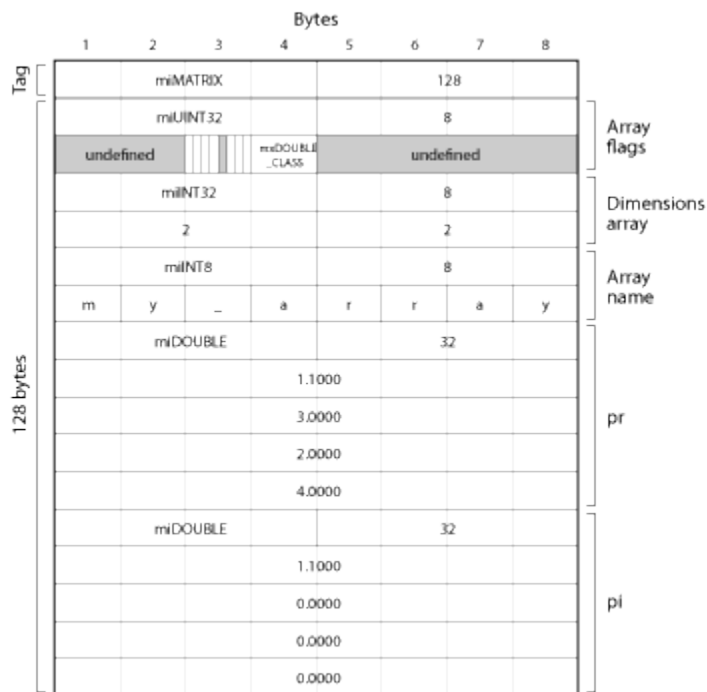 Bytes
1 2 3 4 5 6 7 8
Tag
miMATRIX 128
miUINT32 8
Array flags
undefined mxDOUBLE_CLASS undefined
miINT32 8
Dimensions array
2 2
miINT8 8
Array name
m y _ a r r a y
miDOUBLE 32
128 bytes
1.1000
3.0000
pr
2.0000
4.0000
miDOUBLE 32
1.1000
0.0000
pi
0.0000
0.0000